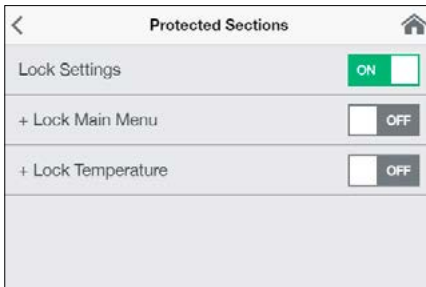 Protected Sections
Lock Settings ON
+ Lock Main Menu OFF
+ Lock Temperature OFF